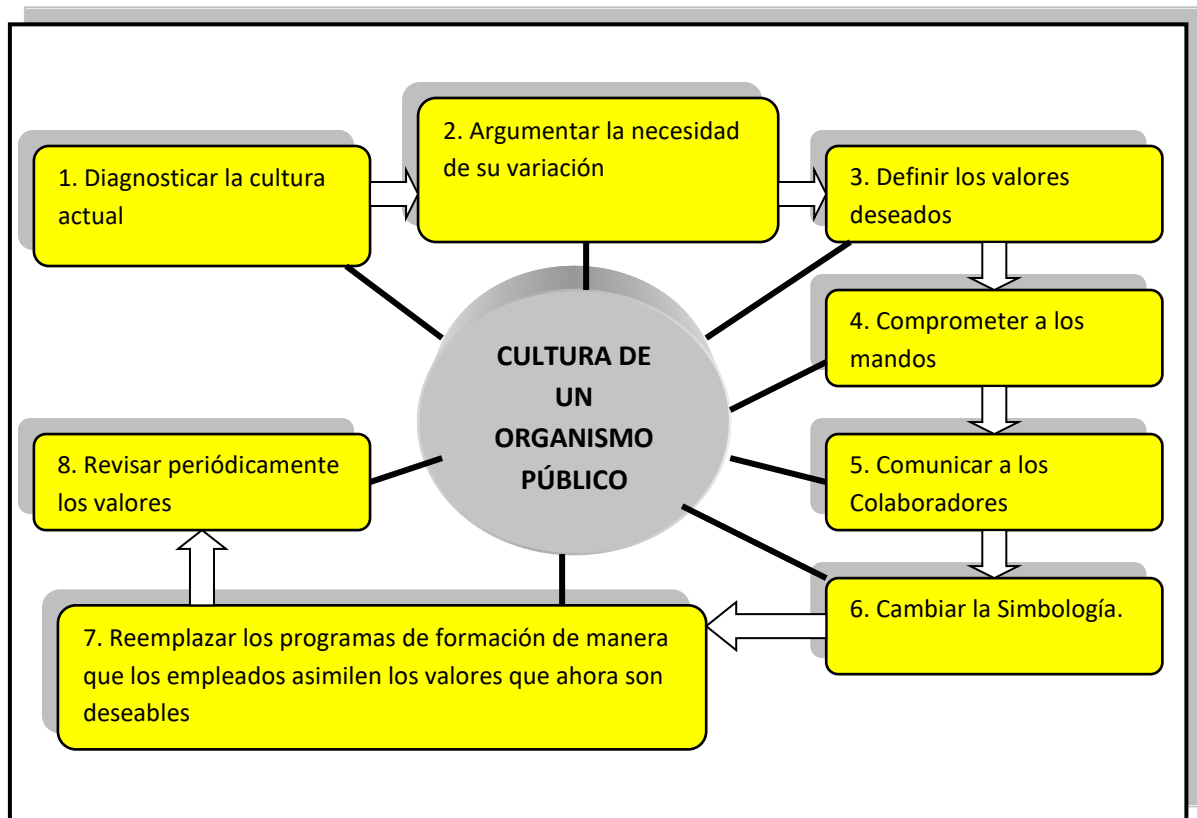 1. Diagnosticar la cultura
actual
2. Argumentar la necesidad
de su variación
3. Definir los valores
deseados
4. Comprometer a los
mandos
5. Comunicar a los
Colaboradores
6. Cambiar la Simbología.
7. Reemplazar los programas de formación de manera
que los empleados asimilen los valores que ahora son
deseables
8. Revisar periódicamente
los valores
CULTURA DE
UN
ORGANISMO
PÚBLICO